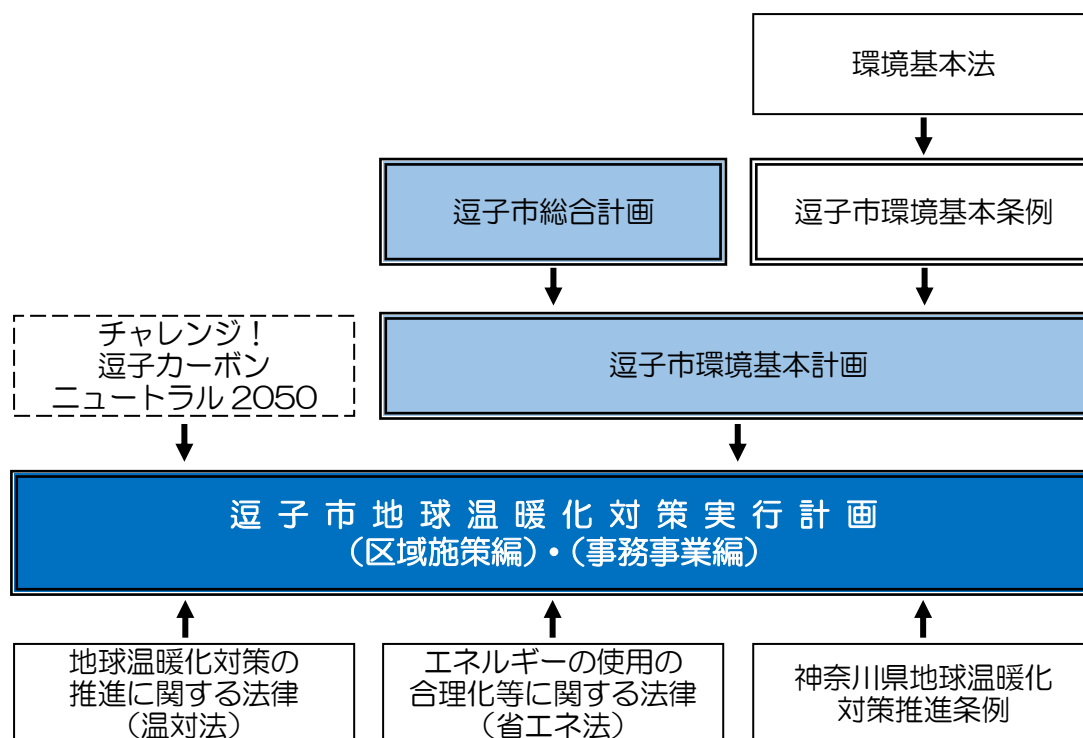 環境基本法
逗子市総合計画
逗子市環境基本条例
チャレンジ！
逗子カーボン
ニュートラル 2050
逗子市環境基本計画
逗子市地球温暖化対策実行計画
（区域施策編）・（事務事業編）
地球温暖化対策の
推進に関する法律
（温対法）
エネルギーの使用の
合理化等に関する法律
（省エネ法）
神奈川県地球温暖化
対策推進条例